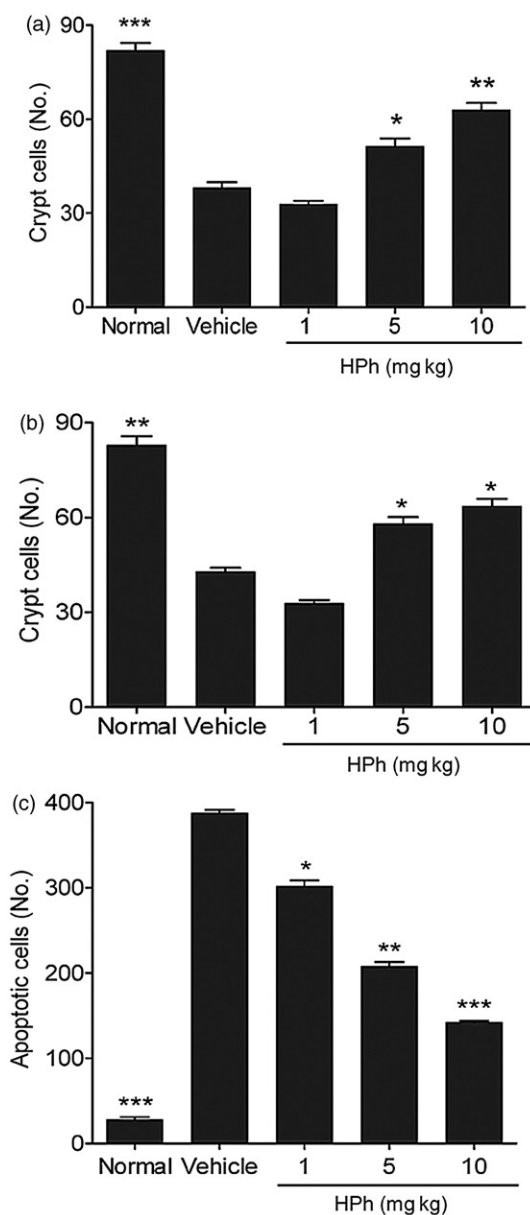 (a)
Crypt cells (No.)
90
60
30
0
***
*
**
Normal Vehicle 1 5 10
HPh (mg kg)
(b)
Crypt cells (No.)
90
60
30
0
**
*
*
Normal Vehicle 1 5 10
HPh (mg kg)
(c)
Apoptotic cells (No.)
400
300
200
100
0
***
*
**
***
Normal Vehicle 1 5 10
HPh (mg kg)